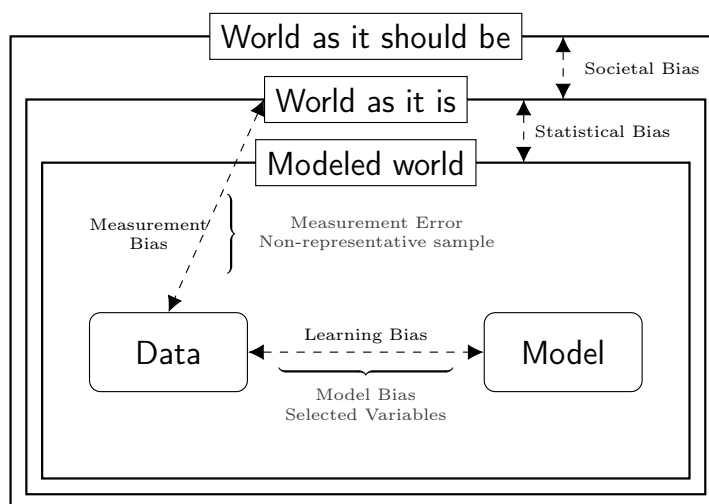 World as it should be
Societal Bias
World as it is
Statistical Bias
Modeled world
Measurement
Bias
Measurement Error
Non-representative sample
Data
Learning Bias
Model
Model Bias
Selected Variables